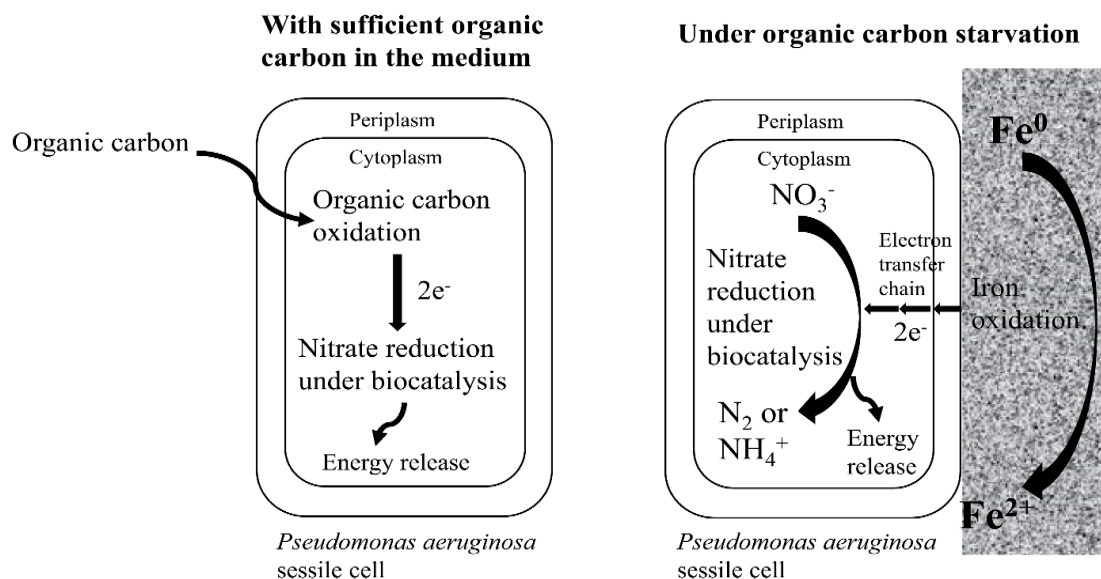 With sufficient organic
carbon in the medium
Organic carbon
Periplasm
Cytoplasm
Organic carbon
oxidation
2e⁻
Nitrate reduction
under biocatalysis
Energy release
Pseudomonas aeruginosa
sessile cell
Under organic carbon starvation
Periplasm
Cytoplasm
NO₃⁻
Nitrate
reduction
under
biocatalysis
N₂ or
NH₄⁺
Energy
release
Electron
transfer
chain
2e⁻
Fe⁰
Iron
oxidation
Fe²⁺
Pseudomonas aeruginosa
sessile cell